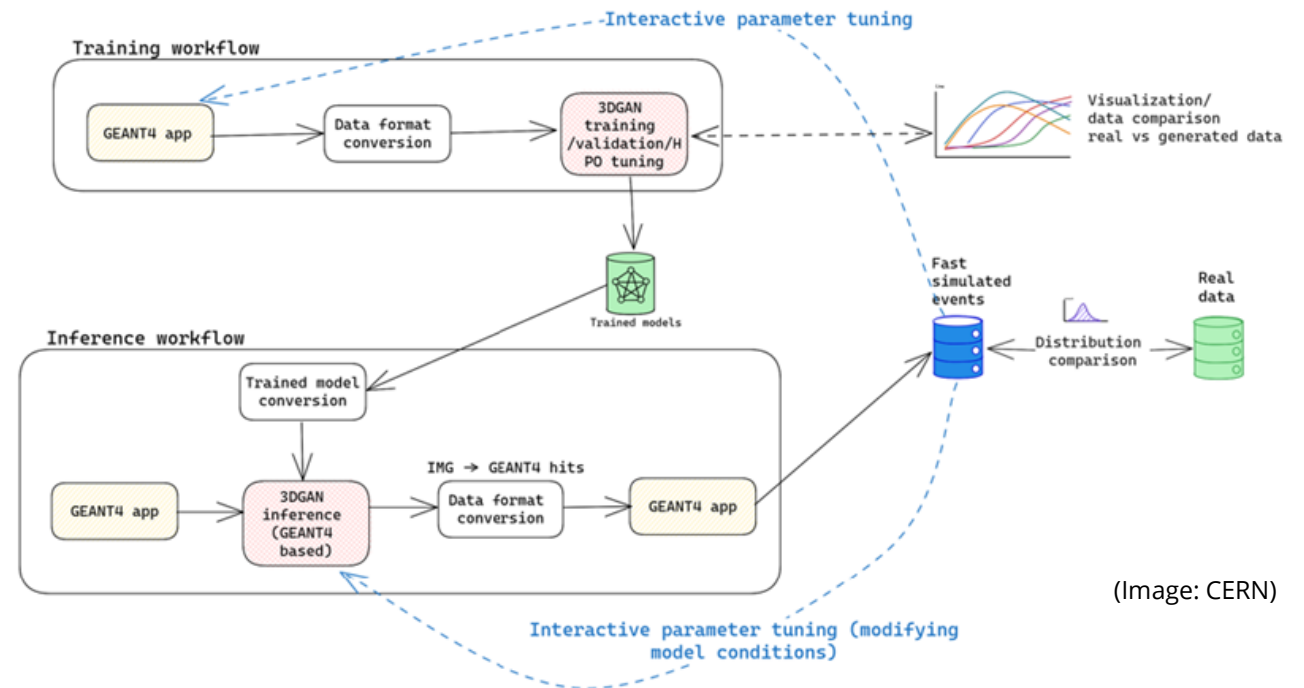 Interactive parameter tuning
Training workflow
GEANT4 app
Data format
conversion
3DGAN
training
/validation/H
PO tuning
Visualization/
data comparison
real vs generated data
Trained models
Fast
simulated
events
Real
data
Distribution
comparison
Inference workflow
Trained model
conversion
GEANT4 app
3DGAN
inference
(GEANT4
based)
IMG → GEANT4 hits
Data format
conversion
GEANT4 app
(Image: CERN)
Interactive parameter tuning (modifying
model conditions)